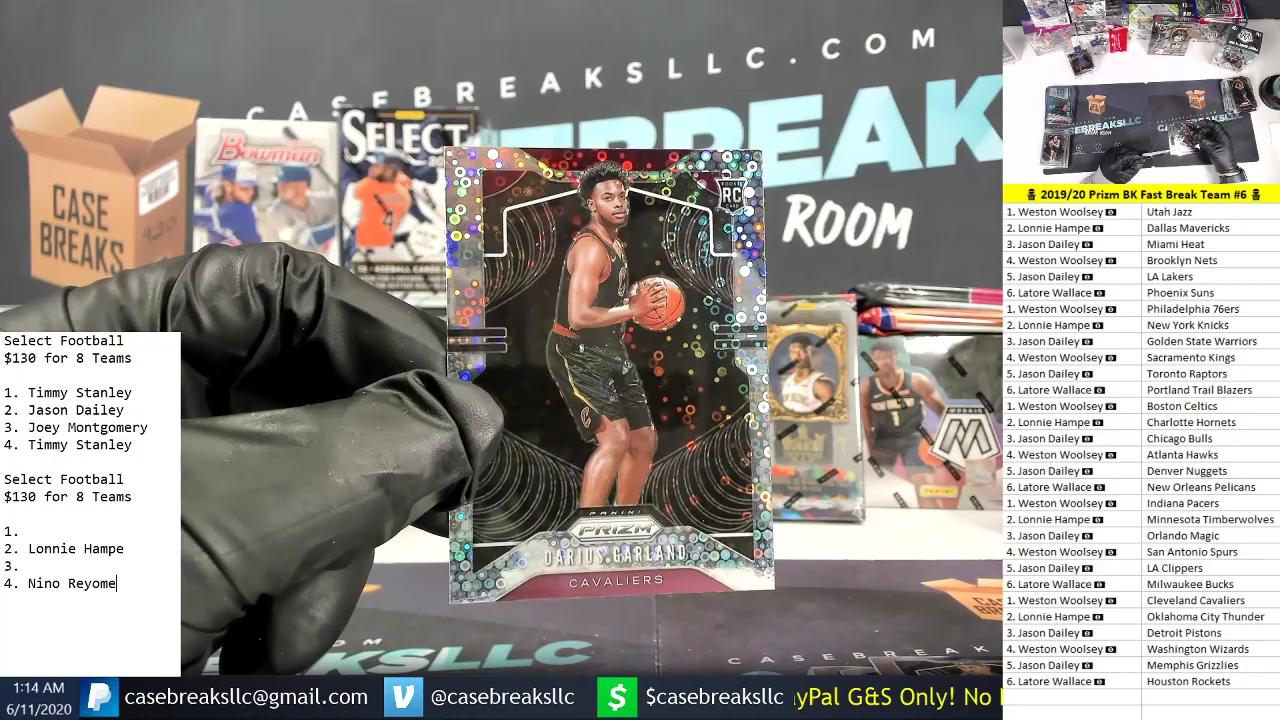 CASEBREAKSLLC.COM
BREAK
ROOM
CASE
BREAKS
Bowman
SELECT
RC
PANINI
PRIZM
DARIUS GARLAND
CAVALIERS
Select Football
$130 for 8 Teams
1. Timmy Stanley
2. Jason Dailey
3. Joey Montgomery
4. Timmy Stanley
Select Football
$130 for 8 Teams
1.
2. Lonnie Hampe
3.
4. Nino Reyome
2019/20 Prizm BK Fast Break Team #6
1. Weston Woolsey Utah Jazz
2. Lonnie Hampe Dallas Mavericks
3. Jason Dailey Miami Heat
4. Weston Woolsey Brooklyn Nets
5. Jason Dailey LA Lakers
6. Latore Wallace Phoenix Suns
1. Weston Woolsey Philadelphia 76ers
2. Lonnie Hampe New York Knicks
3. Jason Dailey Golden State Warriors
4. Weston Woolsey Sacramento Kings
5. Jason Dailey Toronto Raptors
6. Latore Wallace Portland Trail Blazers
1. Weston Woolsey Boston Celtics
2. Lonnie Hampe Charlotte Hornets
3. Jason Dailey Chicago Bulls
4. Weston Woolsey Atlanta Hawks
5. Jason Dailey Denver Nuggets
6. Latore Wallace New Orleans Pelicans
1. Weston Woolsey Indiana Pacers
2. Lonnie Hampe Minnesota Timberwolves
3. Jason Dailey Orlando Magic
4. Weston Woolsey San Antonio Spurs
5. Jason Dailey LA Clippers
6. Latore Wallace Milwaukee Bucks
1. Weston Woolsey Cleveland Cavaliers
2. Lonnie Hampe Oklahoma City Thunder
3. Jason Dailey Detroit Pistons
4. Weston Woolsey Washington Wizards
5. Jason Dailey Memphis Grizzlies
6. Latore Wallace Houston Rockets
1:14 AM
6/11/2020
casebreaksllc@gmail.com @casebreaksllc $casebreaksllc yPal G&S Only! No